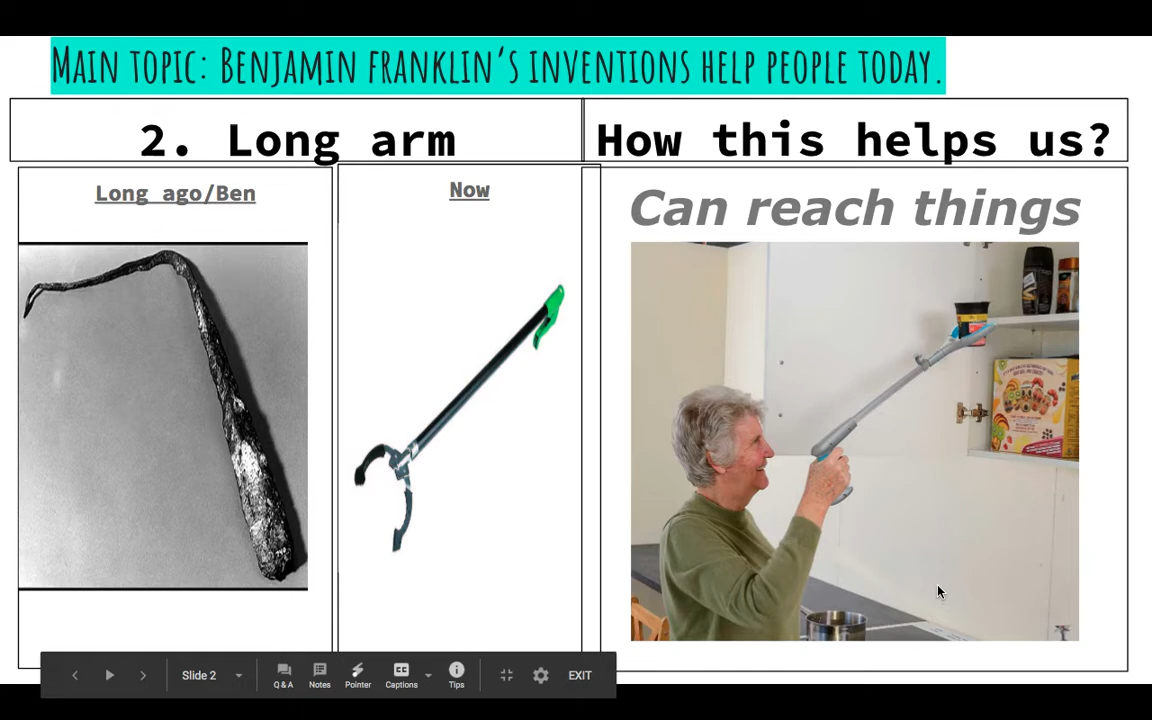 Main topic: Benjamin franklin's inventions help people today.
2. Long arm
How this helps us?
Long ago/Ben
Now
Can reach things
Slide 2
Q & A
Notes
Pointer
Captions
Tips
EXIT